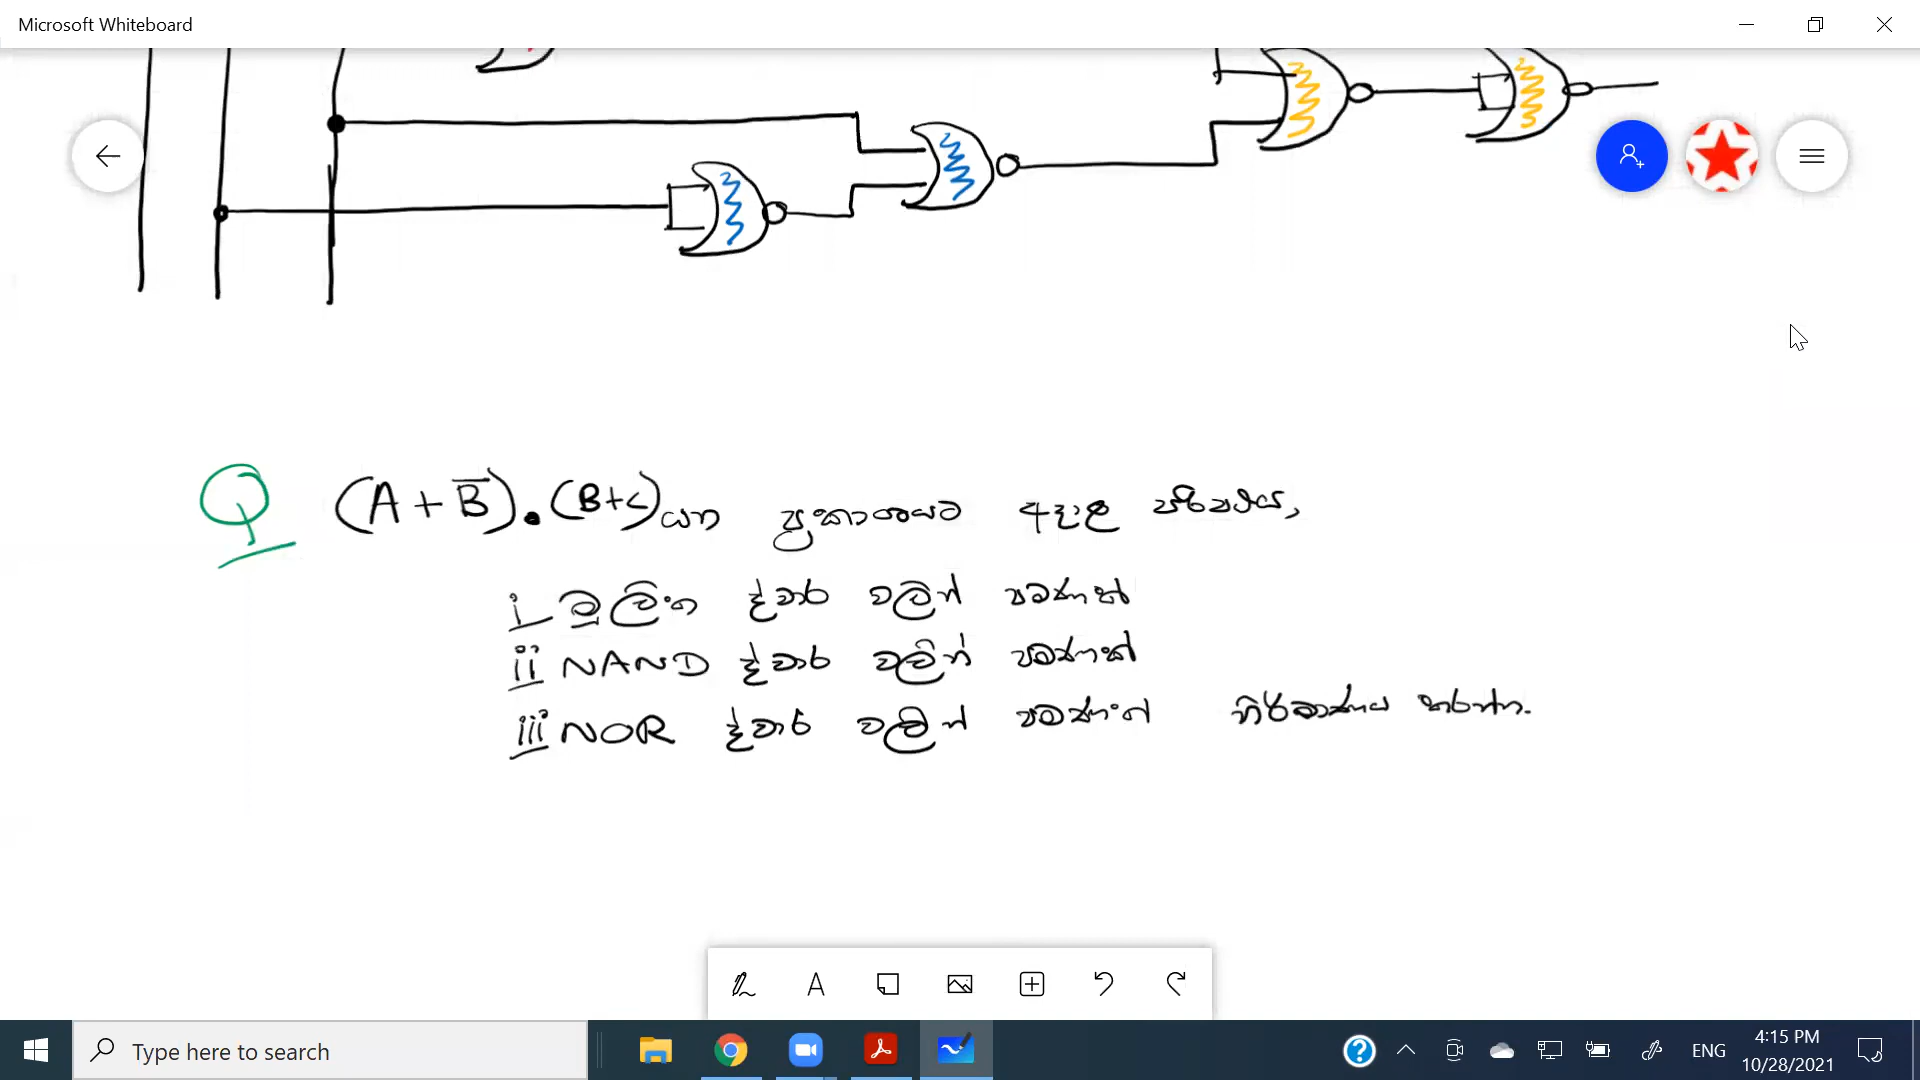 Microsoft Whiteboard
Q (A + B̅).(B+C) යන ප්‍රකාශයට අදාළ පරිපථය,
i මූලික ද්වාර වලින් පමණක්
ii NAND ද්වාර වලින් පමණක්
iii NOR ද්වාර වලින් පමණක් නිර්මාණය කරන්න.
Type here to search
ENG
4:15 PM
10/28/2021